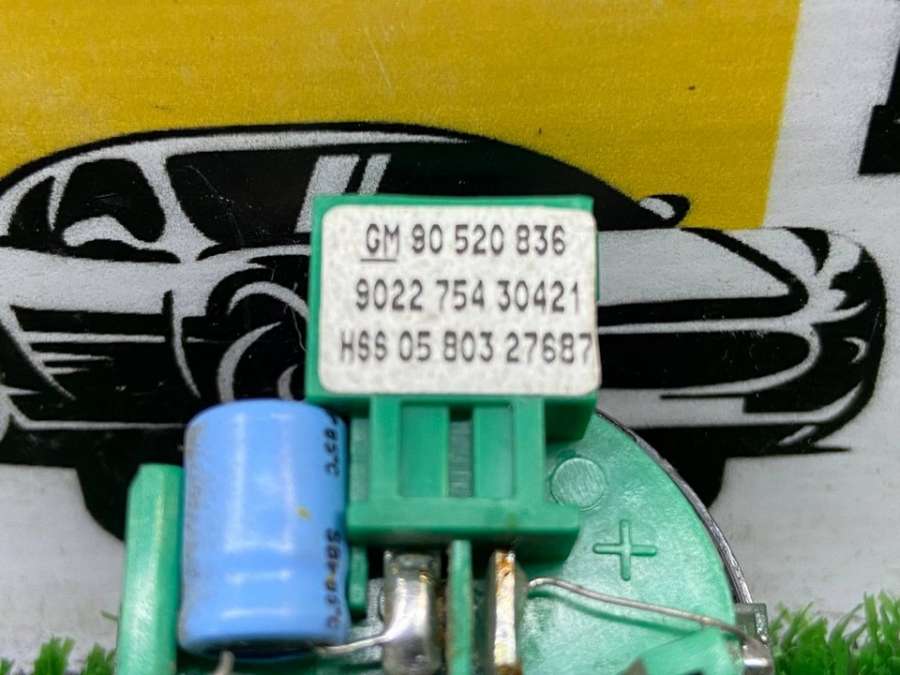 GM 90 520 836
9022 754 30421
HSS 05 803 27687
+